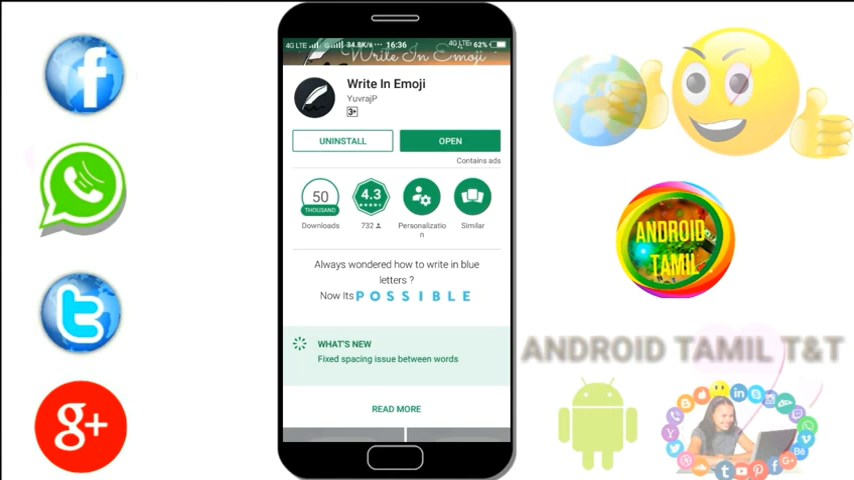 4G LTE 34.8K/s 16:36 4G LTE 62%
Write In Emoji
Write In Emoji
YuvrajP
3+
UNINSTALL
OPEN
Contains ads
50
THOUSAND
Downloads
4.3
732
Personalizatio
n
Similar
Always wondered how to write in blue
letters ?
Now Its POSSIBLE
WHAT'S NEW
Fixed spacing issue between words
READ MORE
f
t
g+
ANDROID
TAMIL
ANDROID TAMIL T&T